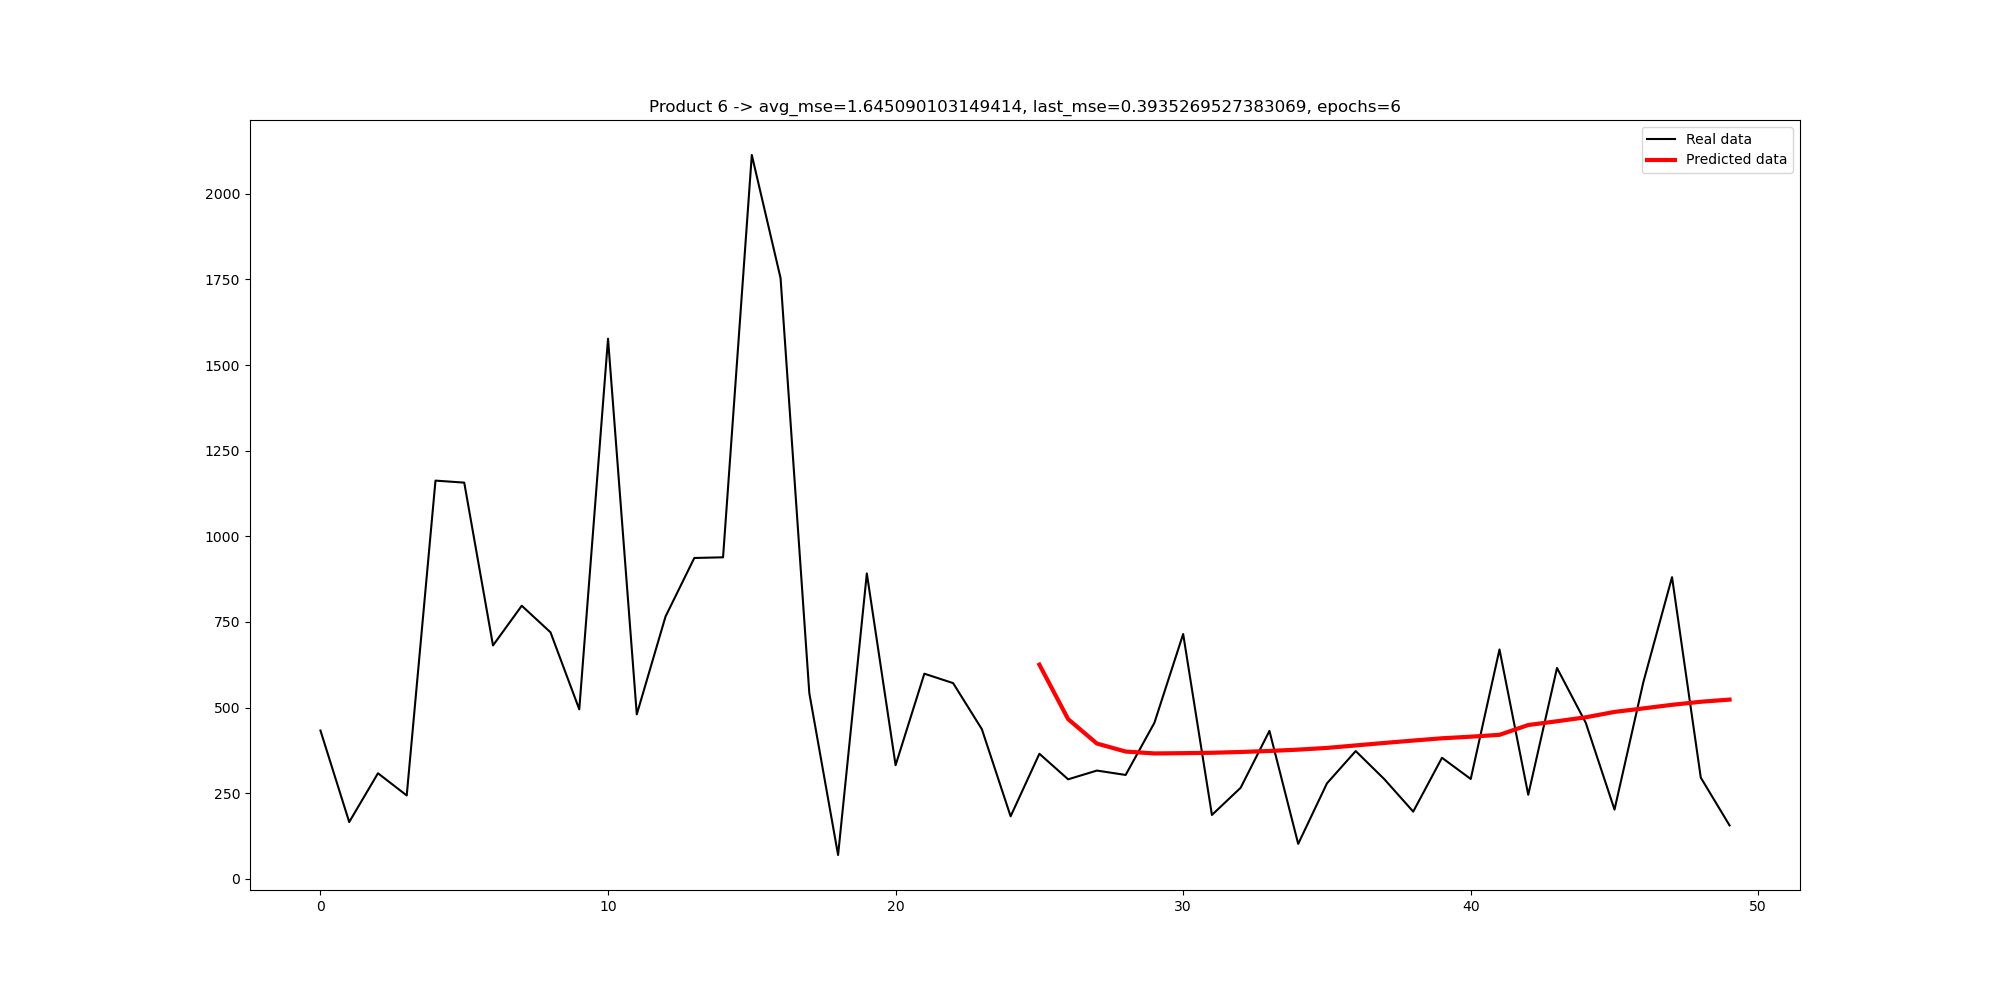 Product 6 -> avg_mse=1.645090103149414, last_mse=0.3935269527383069, epochs=6
Real data
Predicted data
2000
1750
1500
1250
1000
750
500
250
0
0 10 20 30 40 50